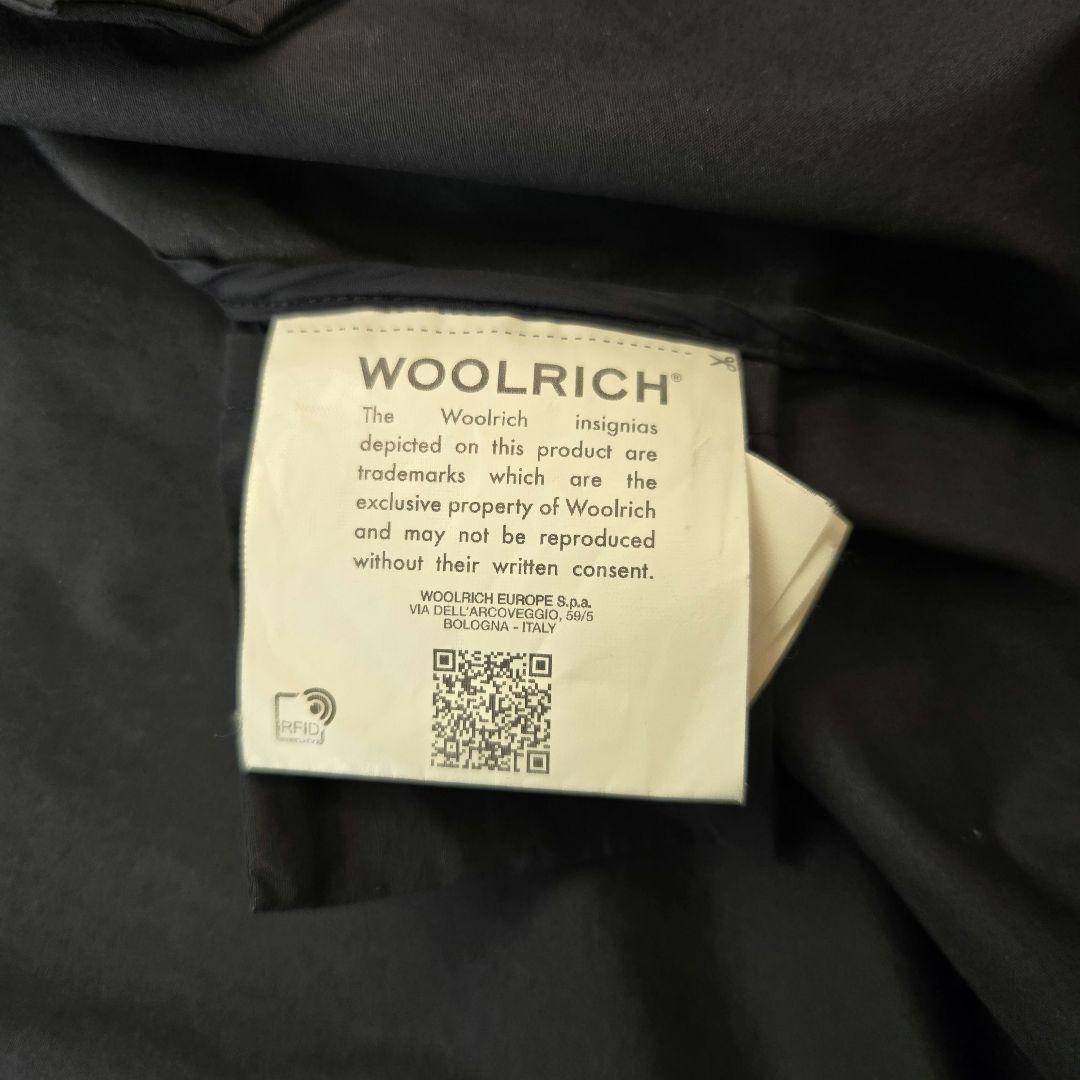 WOOLRICH®
The Woolrich insignias
depicted on this product are
trademarks which are the
exclusive property of Woolrich
and may not be reproduced
without their written consent.
WOOLRICH EUROPE S.p.a.
VIA DELL'ARCOVEGGIO, 59/5
BOLOGNA - ITALY
RFID